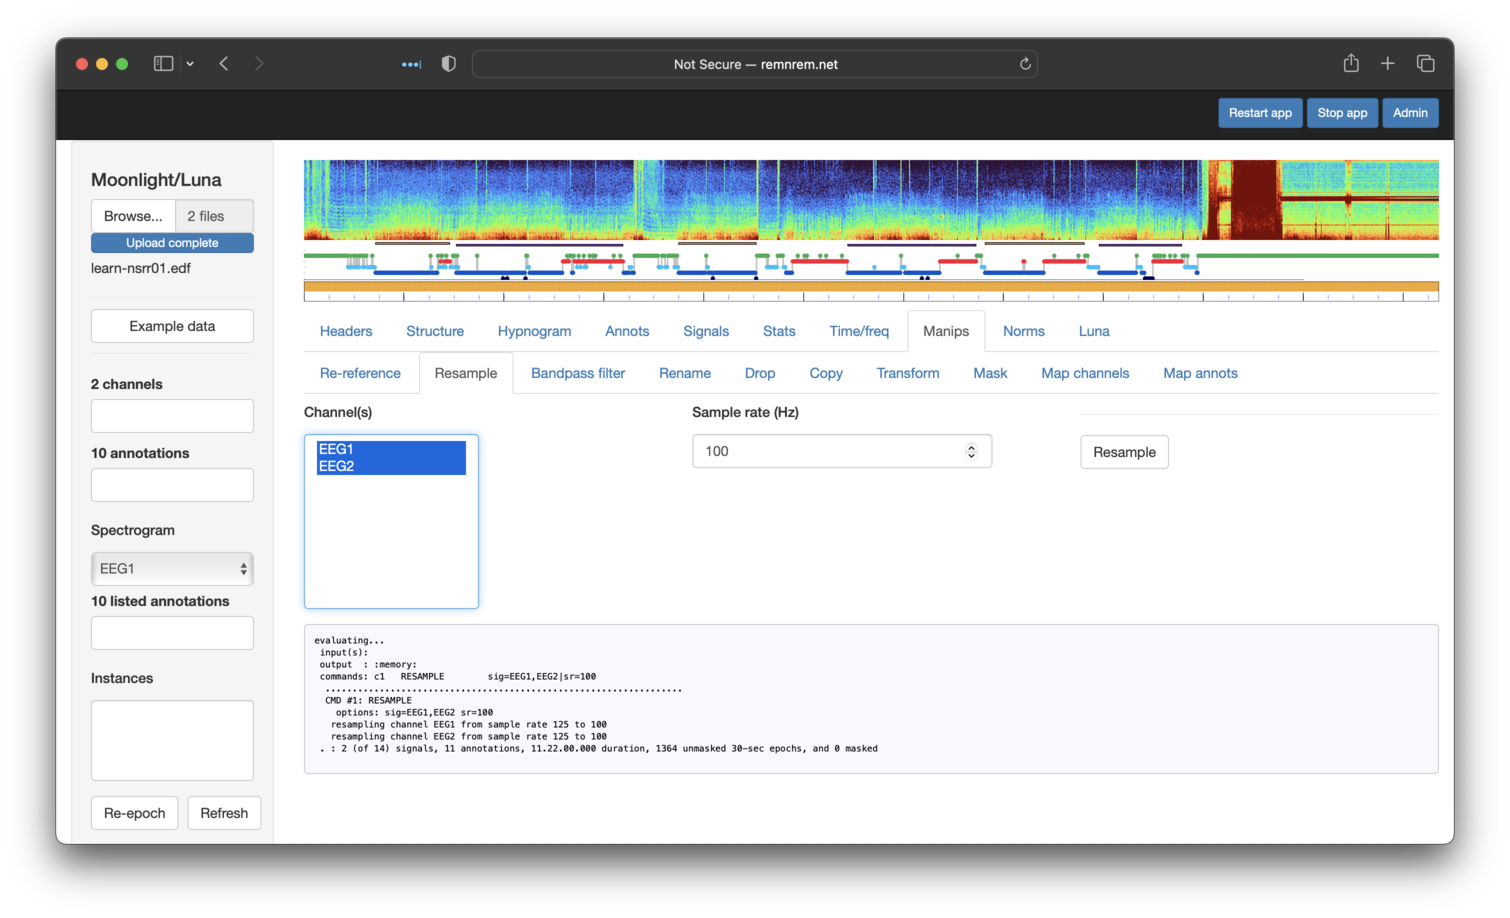 Not Secure — remnrem.net
Restart app
Stop app
Admin
Moonlight/Luna
Browse...
2 files
Upload complete
learn-nsrr01.edf
Example data
2 channels
10 annotations
Spectrogram
EEG1
10 listed annotations
Instances
Re-epoch
Refresh
Headers
Structure
Hypnogram
Annots
Signals
Stats
Time/freq
Manips
Norms
Luna
Re-reference
Resample
Bandpass filter
Rename
Drop
Copy
Transform
Mask
Map channels
Map annots
Channel(s)
EEG1
EEG2
Sample rate (Hz)
100
Resample
evaluating...
input(s):
output : :memory:
commands: c1 RESAMPLE sig=EEG1,EEG2|sr=100
..................................................................
CMD #1: RESAMPLE
options: sig=EEG1,EEG2 sr=100
resampling channel EEG1 from sample rate 125 to 100
resampling channel EEG2 from sample rate 125 to 100
. : 2 (of 14) signals, 11 annotations, 11.22.00.000 duration, 1364 unmasked 30-sec epochs, and 0 masked